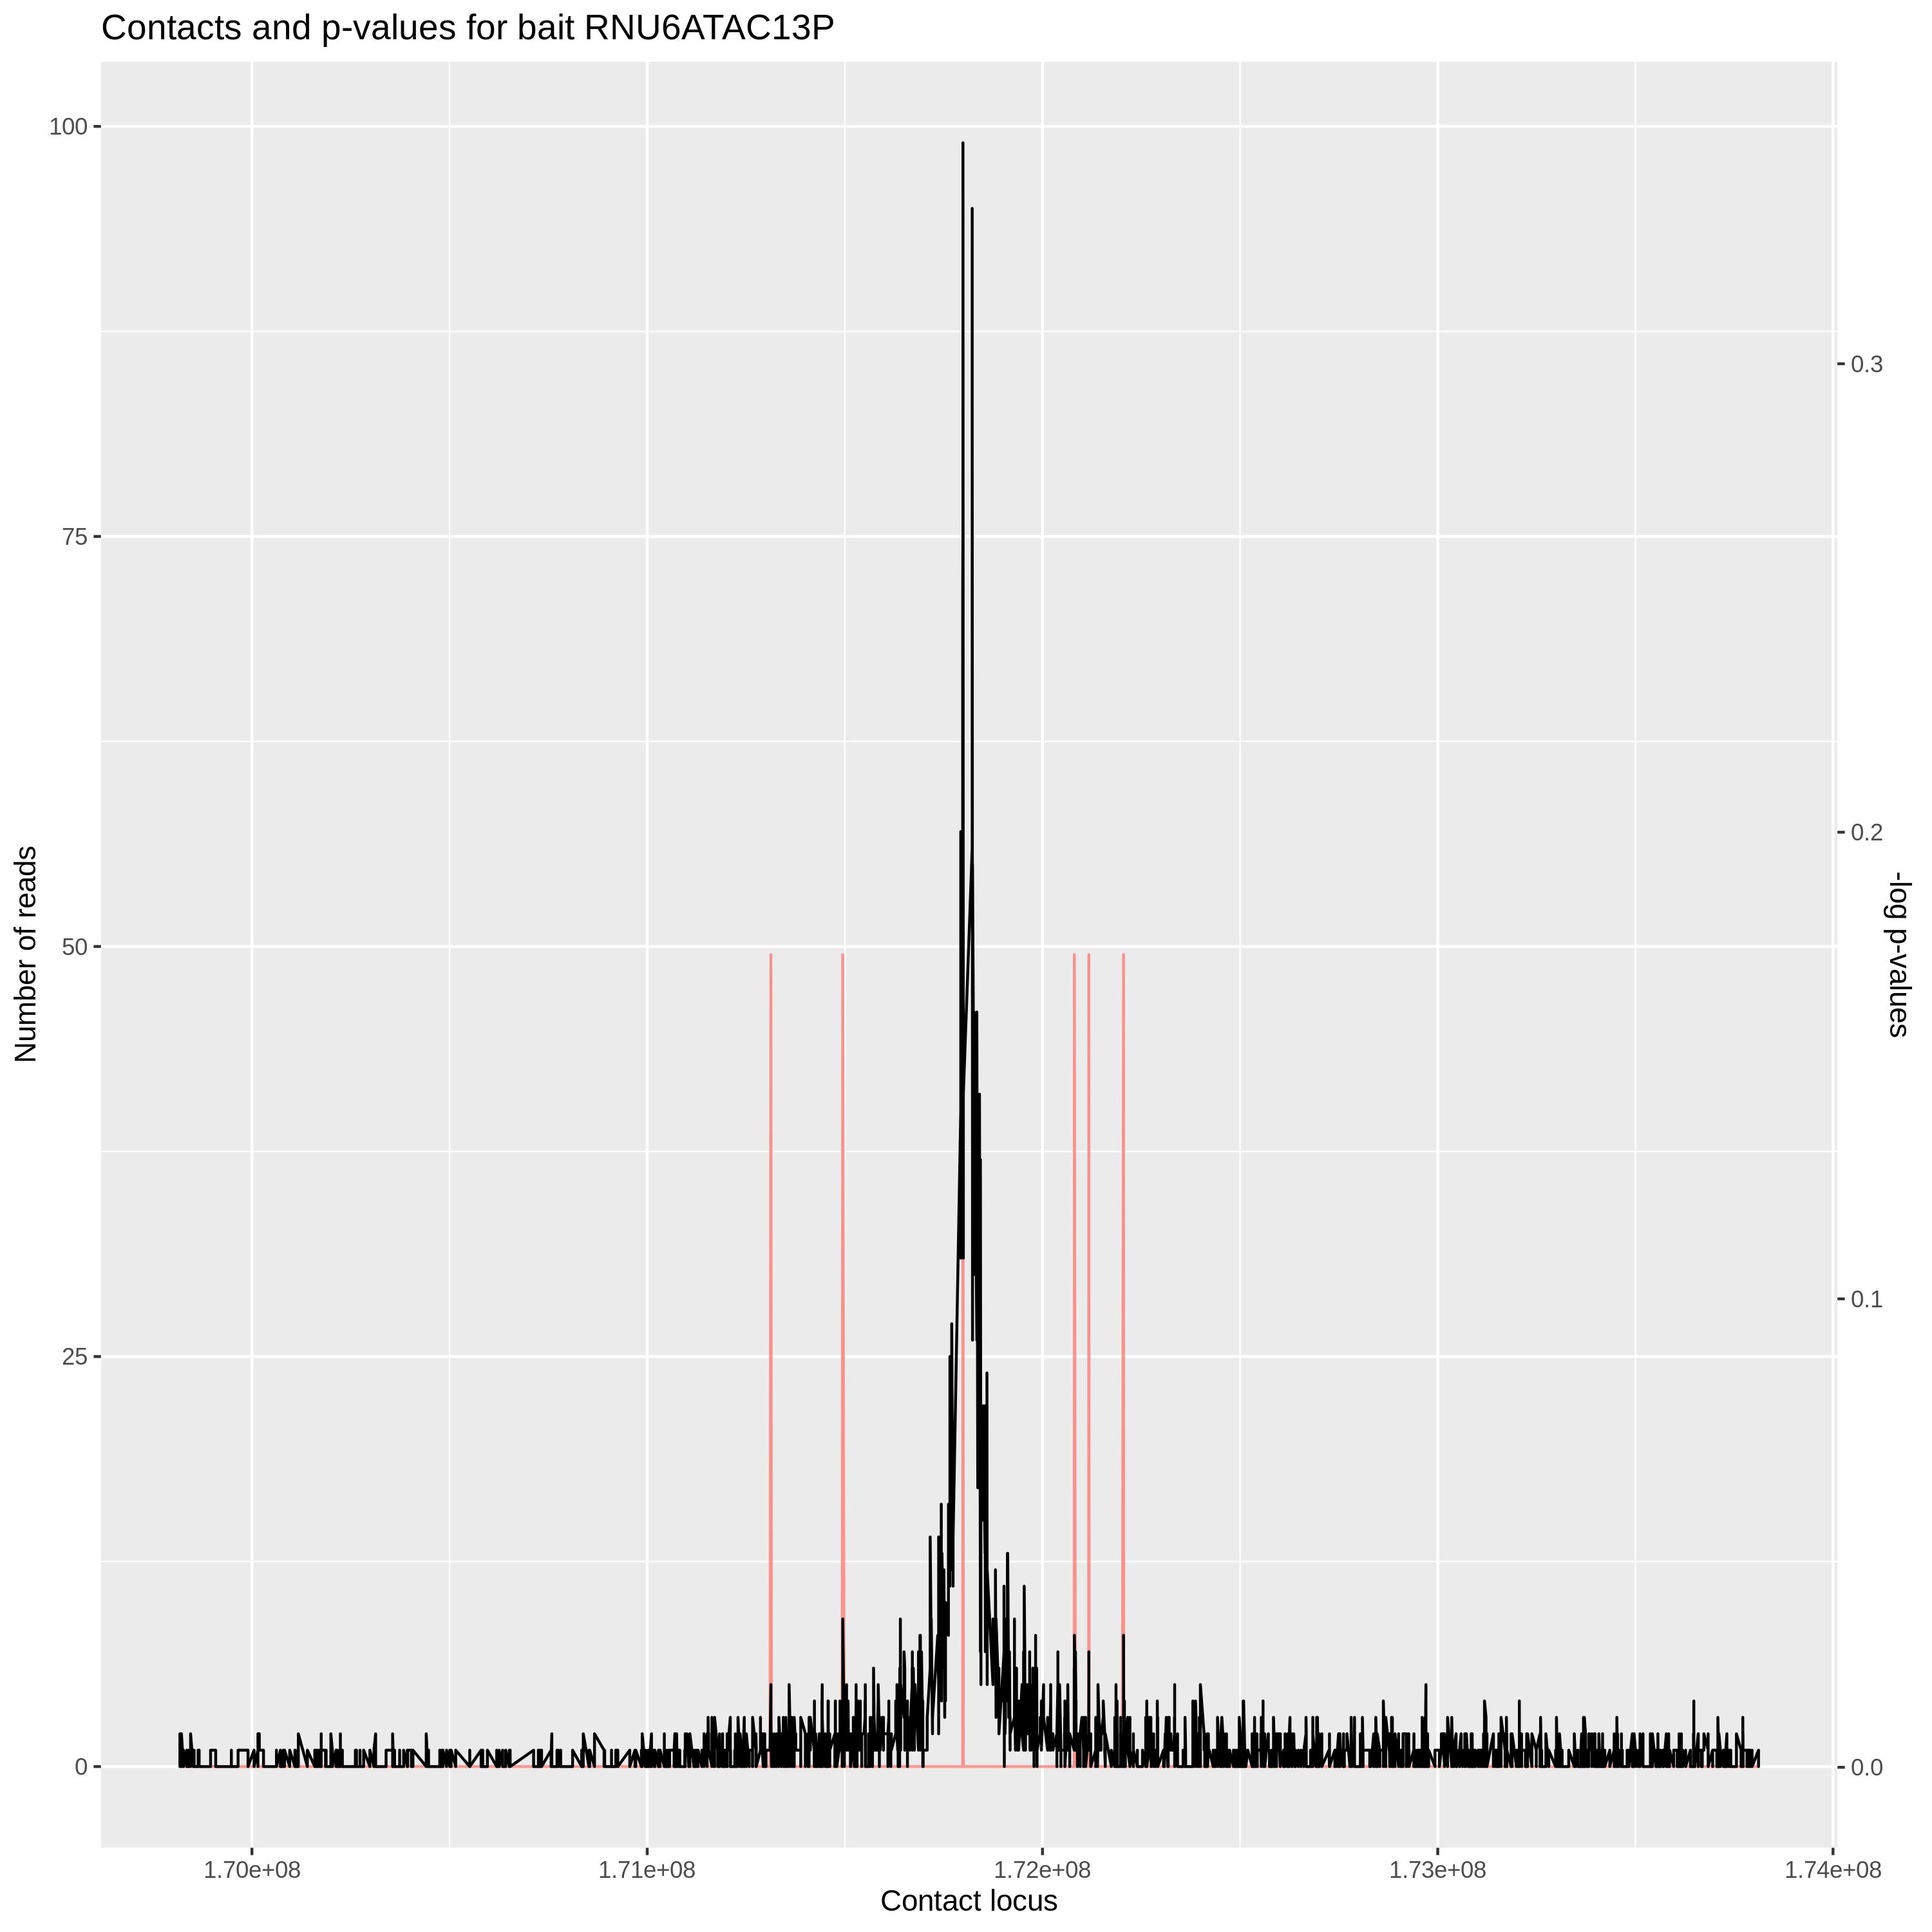 Contacts and p-values for bait RNU6ATAC13P
100
75
50
25
0
Number of reads
0.3
0.2
0.1
0.0
-log p-values
1.70e+08
1.71e+08
1.72e+08
1.73e+08
1.74e+08
Contact locus